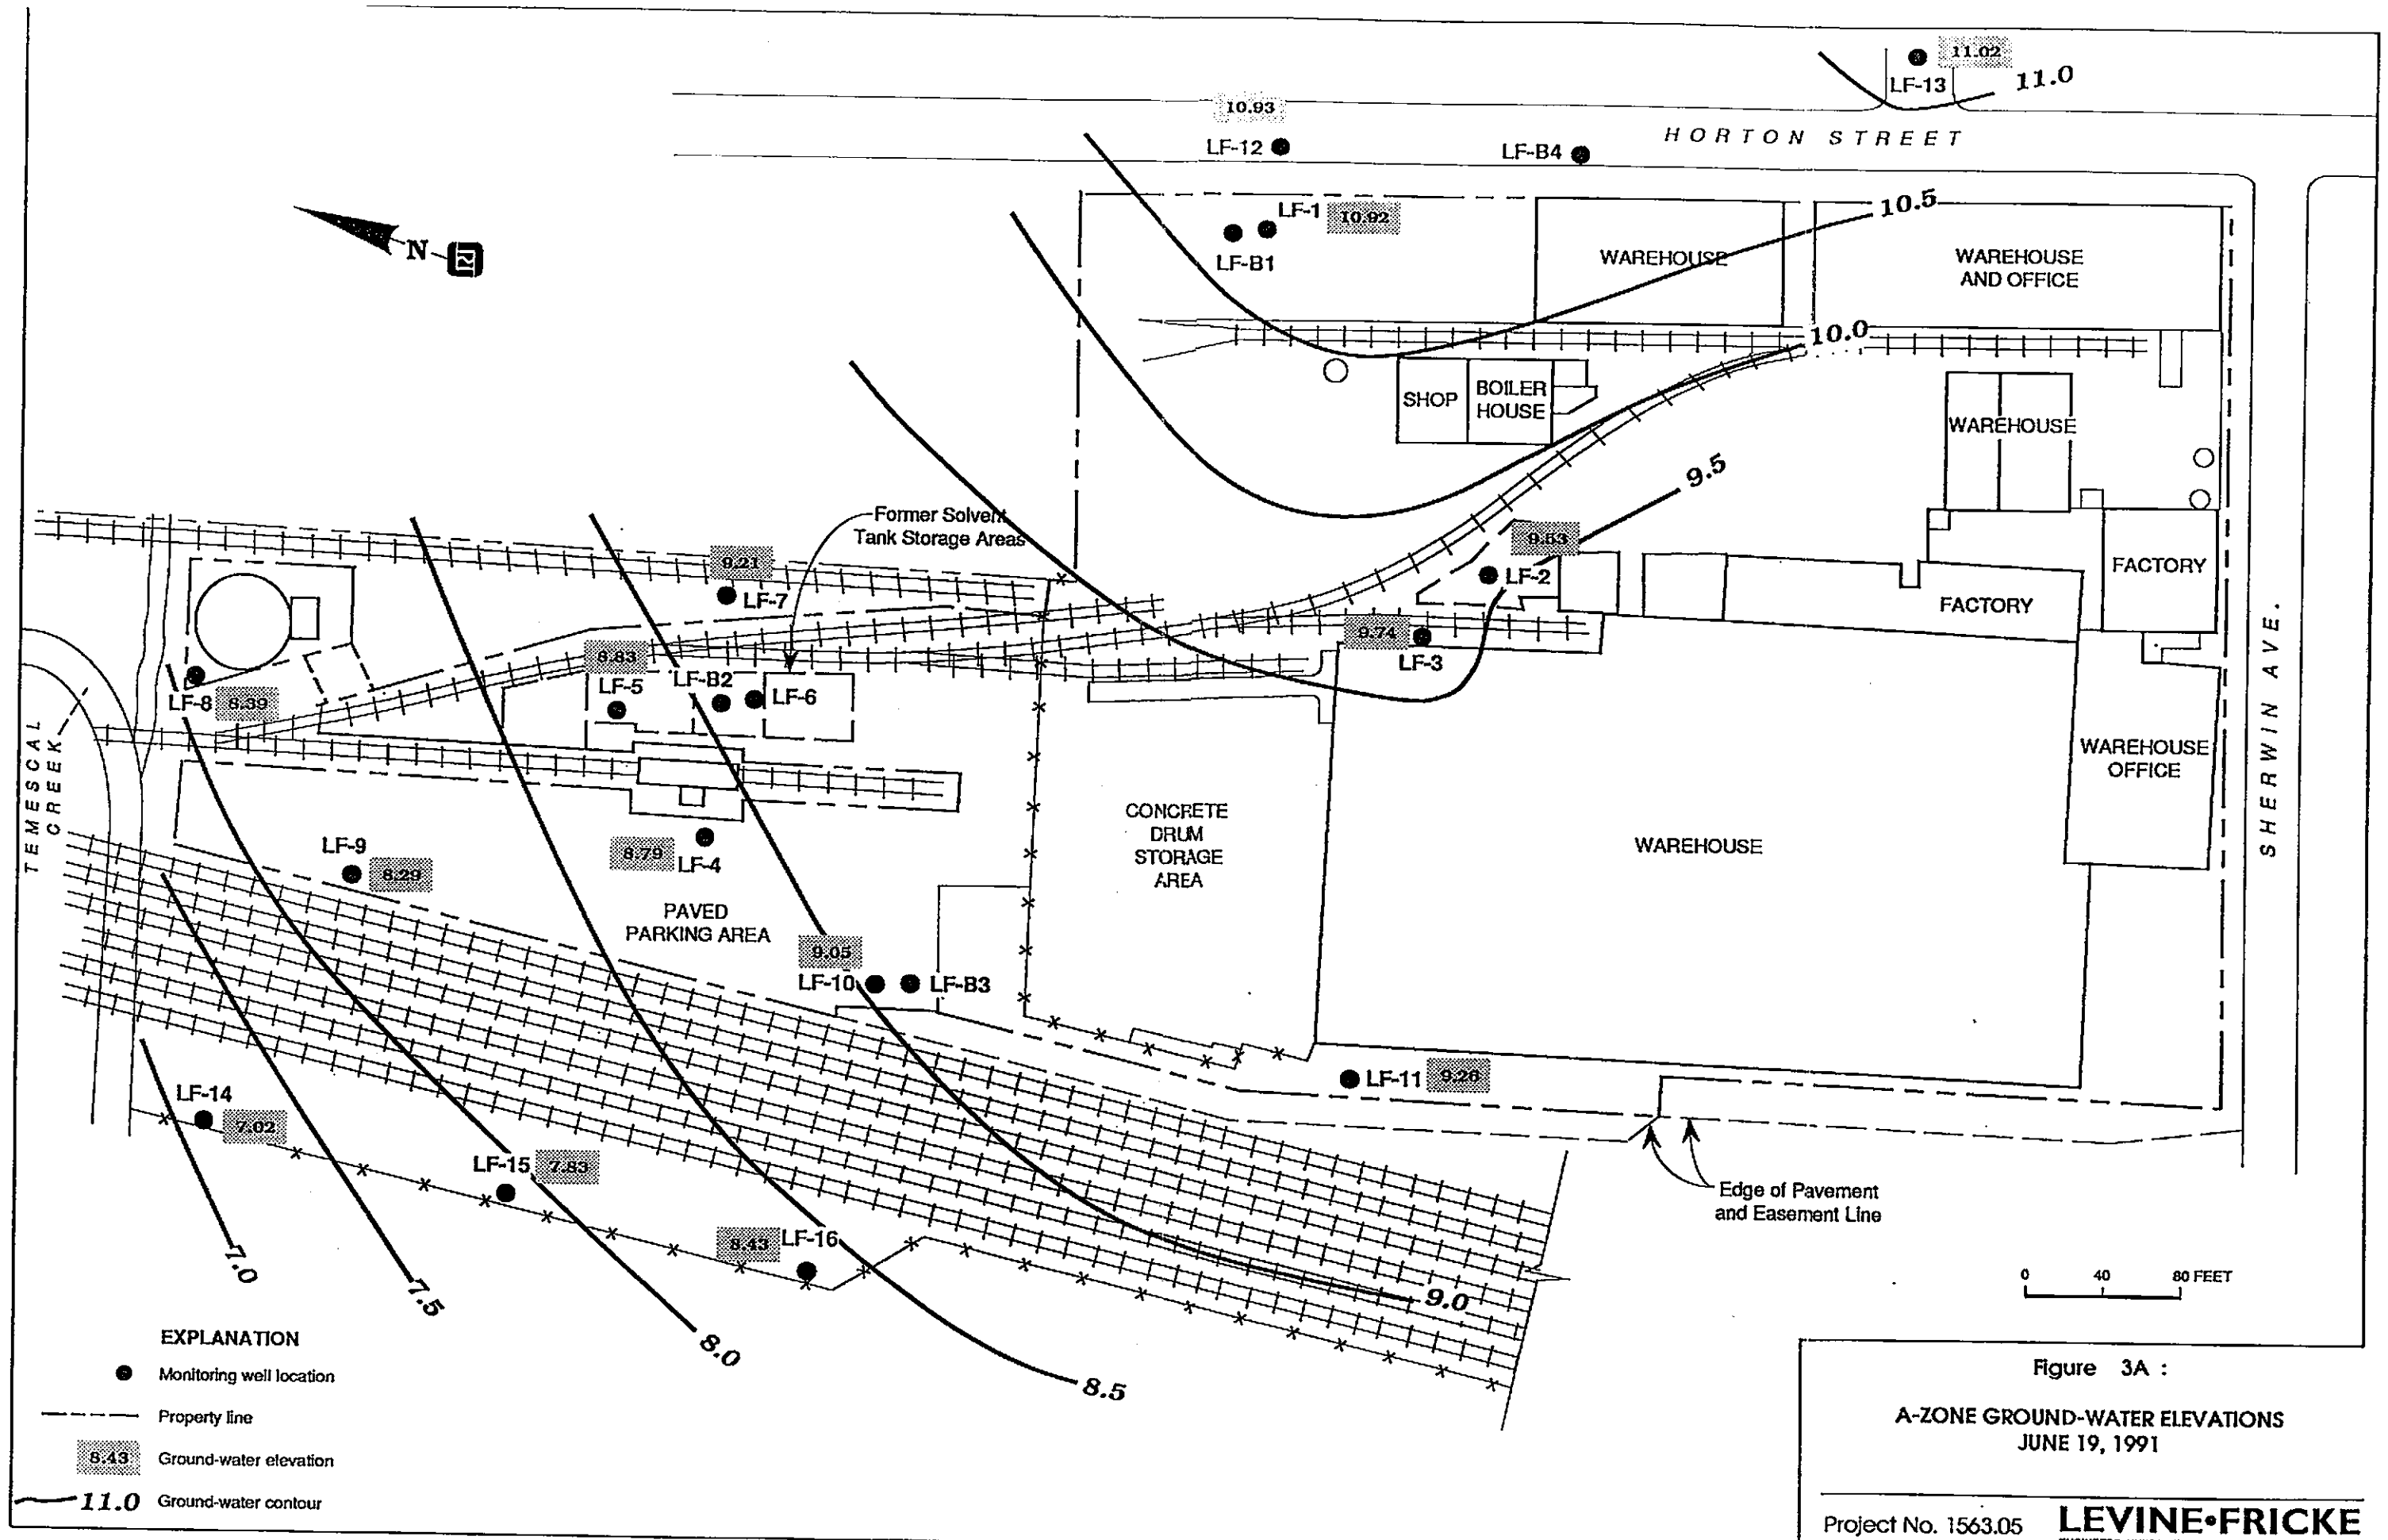 11.02
LF-13
11.0
10.93
HORTON STREET
LF-12
LF-B4
LF-1
10.92
LF-B1
10.5
N
WAREHOUSE
WAREHOUSE
AND OFFICE
10.0
SHOP
BOILER
HOUSE
WAREHOUSE
9.5
Former Solvent
Tank Storage Areas
9.53
LF-2
9.21
LF-7
FACTORY
FACTORY
9.74
LF-3
8.83
LF-5
LF-B2
LF-6
LF-8
8.39
TEMESCAL
CREEK
SHERWIN AVE.
WAREHOUSE
OFFICE
CONCRETE
DRUM
STORAGE
AREA
WAREHOUSE
LF-9
8.29
8.79
LF-4
PAVED
PARKING AREA
9.05
LF-10
LF-B3
LF-11
9.26
LF-14
7.02
LF-15
7.83
Edge of Pavement
and Easement Line
8.43
LF-16
7.0
7.5
8.0
8.5
9.0
0 40 80 FEET
EXPLANATION
Monitoring well location
Property line
8.43 Ground-water elevation
11.0 Ground-water contour
Figure 3A :
A-ZONE GROUND-WATER ELEVATIONS
JUNE 19, 1991
Project No. 1563.05
LEVINE•FRICKE